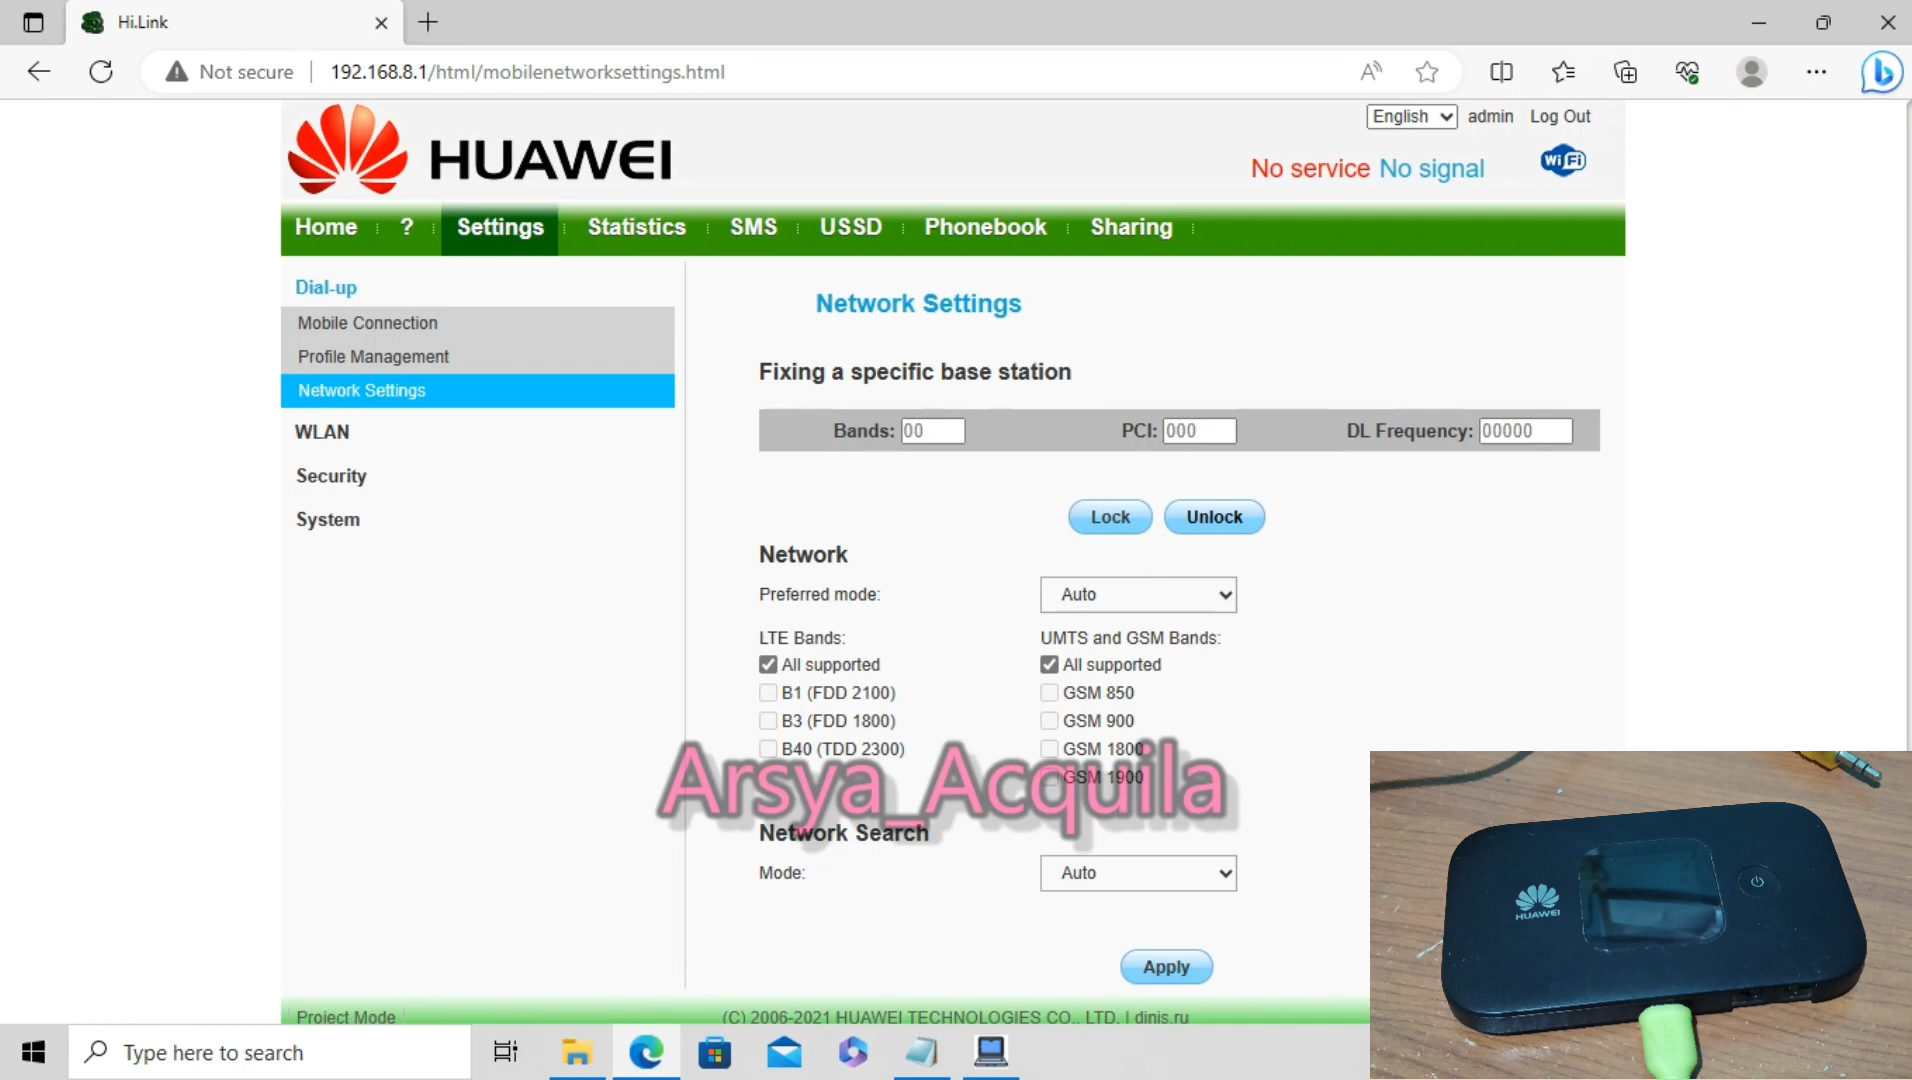 Hi.Link
Not secure 192.168.8.1/html/mobilenetworksettings.html
English admin Log Out
HUAWEI
No service No signal WiFi
Home ? Settings Statistics SMS USSD Phonebook Sharing
Dial-up
Mobile Connection
Profile Management
Network Settings
WLAN
Security
System
Network Settings
Fixing a specific base station
Bands: 00 PCI: 000 DL Frequency: 00000
Lock Unlock
Network
Preferred mode: Auto
LTE Bands: UMTS and GSM Bands:
All supported All supported
B1 (FDD 2100) GSM 850
B3 (FDD 1800) GSM 900
B40 (TDD 2300) GSM 1800
GSM 1900
Arsya_Acquila
Network Search
Mode: Auto
Apply
Project Mode (C) 2006-2021 HUAWEI TECHNOLOGIES CO., LTD. | dinis.ru
HUAWEI
Type here to search